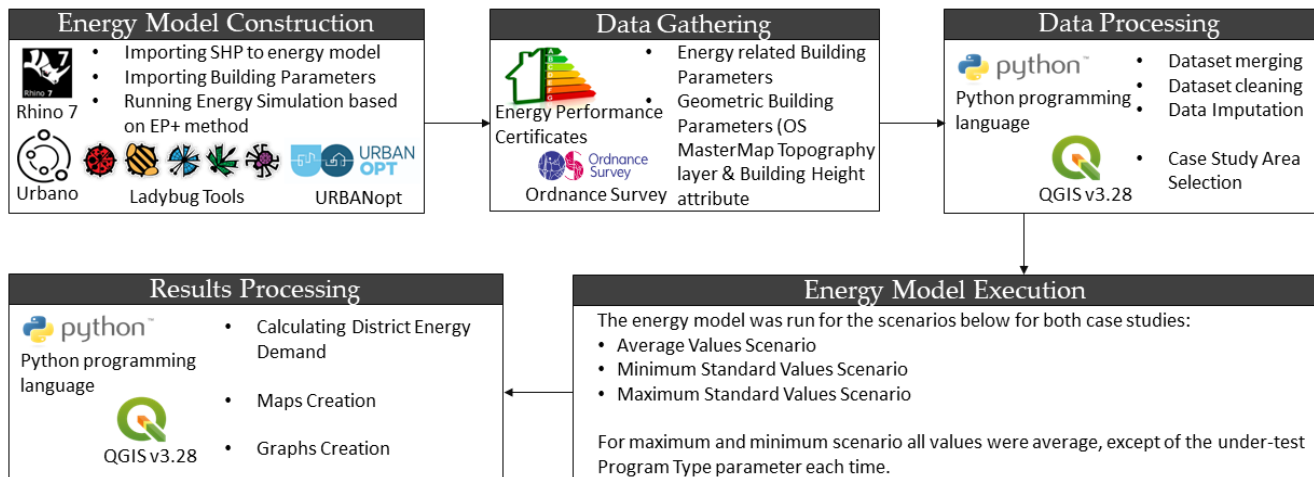 Energy Model Construction
7
Rhino 7
Rhino 7
• Importing SHP to energy model
• Importing Building Parameters
• Running Energy Simulation based
on EP+ method
Urbano
Ladybug Tools
URBAN
OPT
URBANopt
Data Gathering
A
B
C
D
E
F
G
Energy Performance
Certificates
OS Ordnance
Survey
Ordnance Survey
• Energy related Building
Parameters
• Geometric Building
Parameters (OS
MasterMap Topography
layer & Building Height
attribute
Data Processing
python™
Python programming
language
QGIS v3.28
• Dataset merging
• Dataset cleaning
• Data Imputation
• Case Study Area
Selection
Results Processing
python™
Python programming
language
QGIS v3.28
• Calculating District Energy
Demand
• Maps Creation
• Graphs Creation
Energy Model Execution
The energy model was run for the scenarios below for both case studies:
• Average Values Scenario
• Minimum Standard Values Scenario
• Maximum Standard Values Scenario
For maximum and minimum scenario all values were average, except of the under-test
Program Type parameter each time.